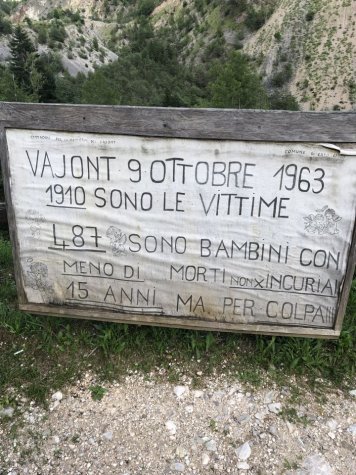 VAJONT 9 OTTOBRE 1963
1910 SONO LE VITTIME
487 SONO BAMBINI CON
MENO DI MORTI NON X INCURIA
15 ANNI MA PER COLPA